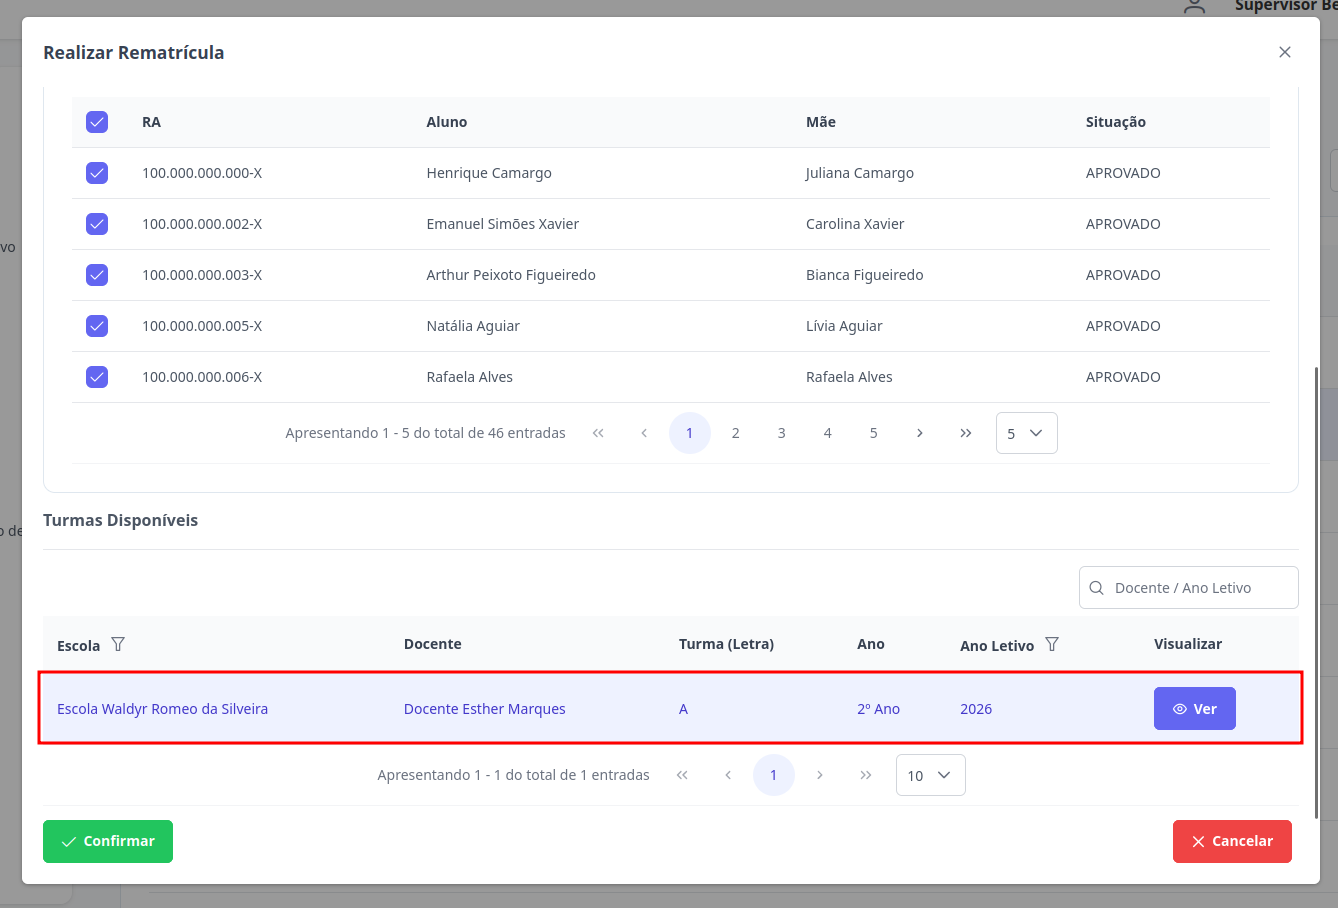 Supervisor Be
Realizar Rematrícula
RA Aluno Mãe Situação
100.000.000.000-X Henrique Camargo Juliana Camargo APROVADO
100.000.000.002-X Emanuel Simões Xavier Carolina Xavier APROVADO
vo
100.000.000.003-X Arthur Peixoto Figueiredo Bianca Figueiredo APROVADO
100.000.000.005-X Natália Aguiar Lívia Aguiar APROVADO
100.000.000.006-X Rafaela Alves Rafaela Alves APROVADO
Apresentando 1 - 5 do total de 46 entradas « ‹ 1 2 3 4 5 › » 5
Turmas Disponíveis
o de
Docente / Ano Letivo
Escola Docente Turma (Letra) Ano Ano Letivo Visualizar
Escola Waldyr Romeo da Silveira Docente Esther Marques A 2º Ano 2026 Ver
Apresentando 1 - 1 do total de 1 entradas « ‹ 1 › » 10
Confirmar Cancelar